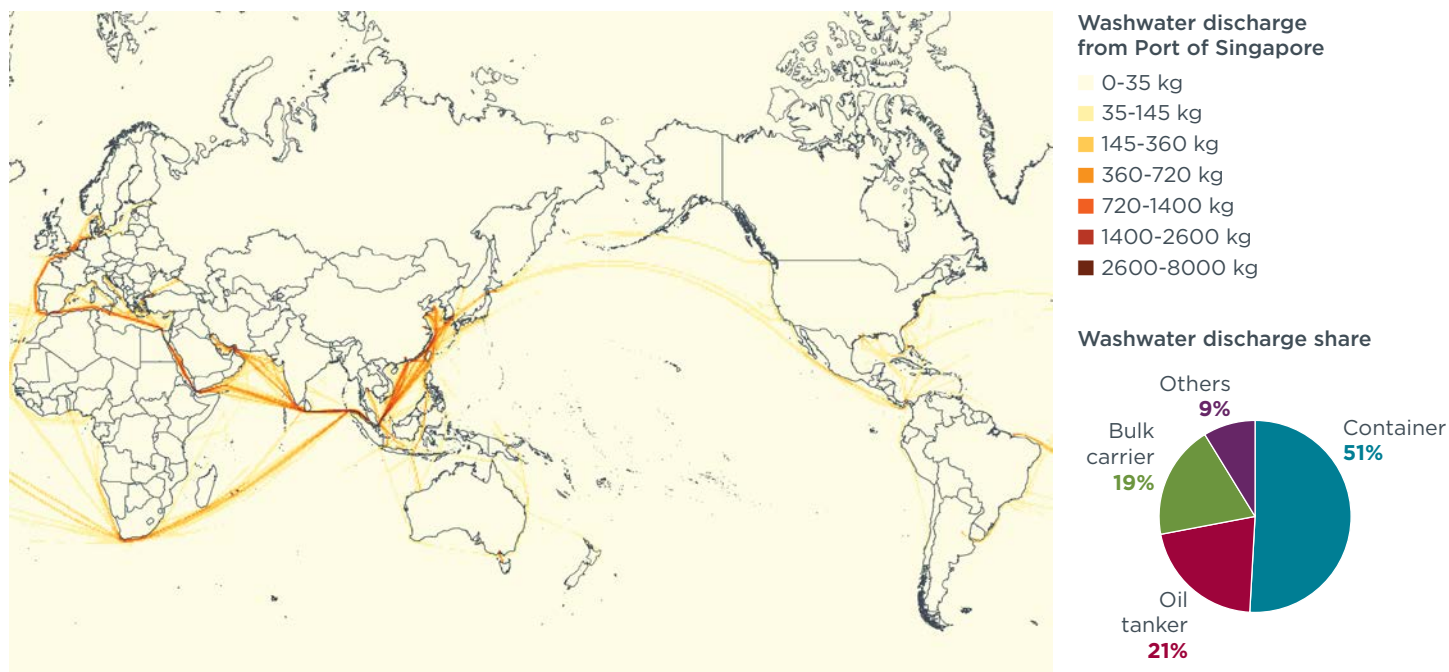 Washwater discharge
from Port of Singapore
0-35 kg
35-145 kg
145-360 kg
360-720 kg
720-1400 kg
1400-2600 kg
2600-8000 kg
Washwater discharge share
Others
9%
Container
51%
Bulk
carrier
19%
Oil
tanker
21%